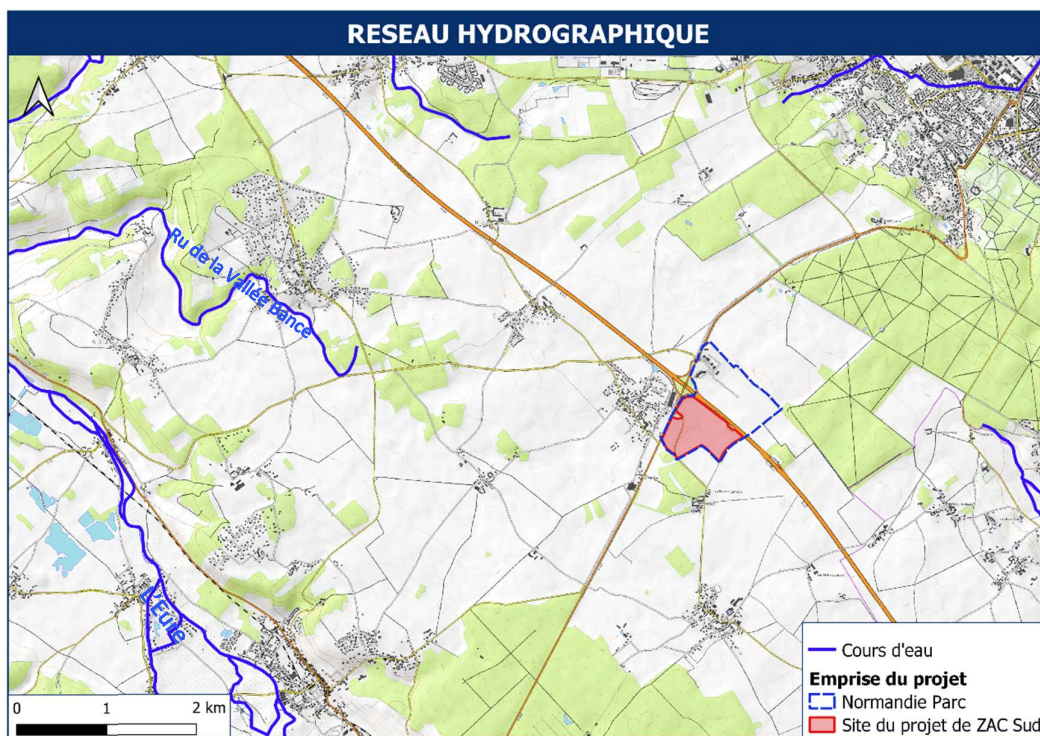 RESEAU HYDROGRAPHIQUE
Ru de la Vallée Bance
L'Eure
0 1 2 km
Cours d'eau
Emprise du projet
Normandie Parc
Site du projet de ZAC Sud